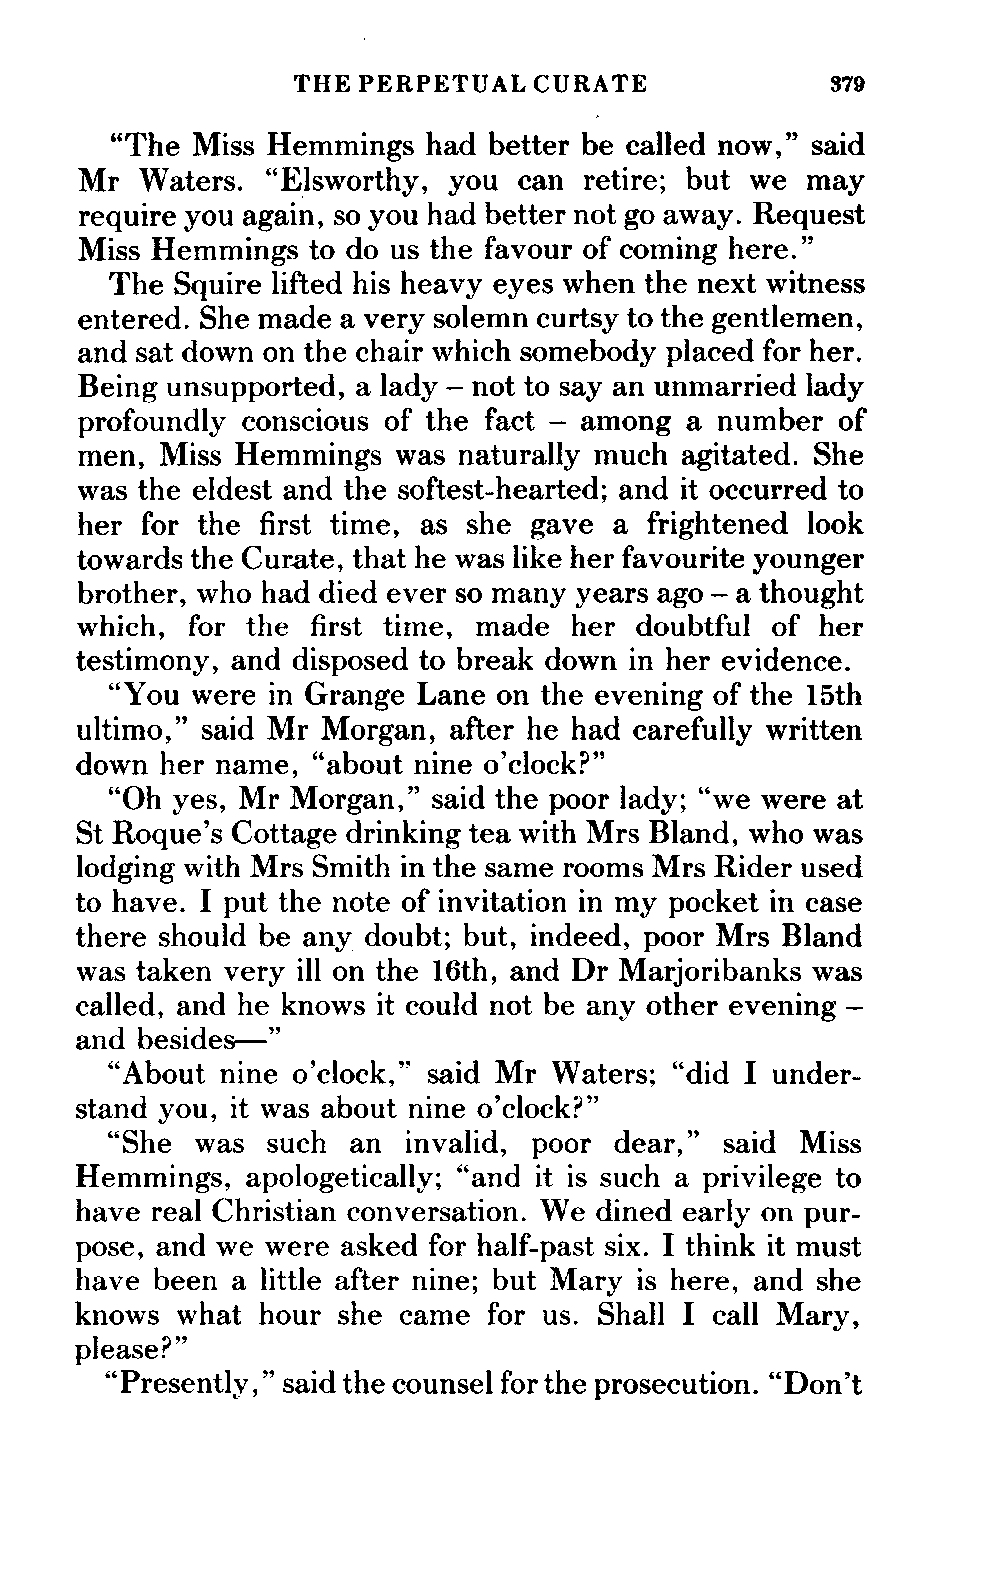 THE PERPETUAL CURATE 379
“The Miss Hemmings had better be called now,” said
Mr Waters. “Elsworthy, you can retire; but we may
require you again, so you had better not go away. Request
Miss Hemmings to do us the favour of coming here.”
The Squire lifted his heavy eyes when the next witness
entered. She made a very solemn curtsy to the gentlemen,
and sat down on the chair which somebody placed for her.
Being unsupported, a lady – not to say an unmarried lady
profoundly conscious of the fact – among a number of
men, Miss Hemmings was naturally much agitated. She
was the eldest and the softest-hearted; and it occurred to
her for the first time, as she gave a frightened look
towards the Curate, that he was like her favourite younger
brother, who had died ever so many years ago – a thought
which, for the first time, made her doubtful of her
testimony, and disposed to break down in her evidence.
“You were in Grange Lane on the evening of the 15th
ultimo,” said Mr Morgan, after he had carefully written
down her name, “about nine o’clock?”
“Oh yes, Mr Morgan,” said the poor lady; “we were at
St Roque’s Cottage drinking tea with Mrs Bland, who was
lodging with Mrs Smith in the same rooms Mrs Rider used
to have. I put the note of invitation in my pocket in case
there should be any doubt; but, indeed, poor Mrs Bland
was taken very ill on the 16th, and Dr Marjoribanks was
called, and he knows it could not be any other evening –
and besides—”
“About nine o’clock,” said Mr Waters; “did I under-
stand you, it was about nine o’clock?”
“She was such an invalid, poor dear,” said Miss
Hemmings, apologetically; “and it is such a privilege to
have real Christian conversation. We dined early on pur-
pose, and we were asked for half-past six. I think it must
have been a little after nine; but Mary is here, and she
knows what hour she came for us. Shall I call Mary,
please?”
“Presently,” said the counsel for the prosecution. “Don’t